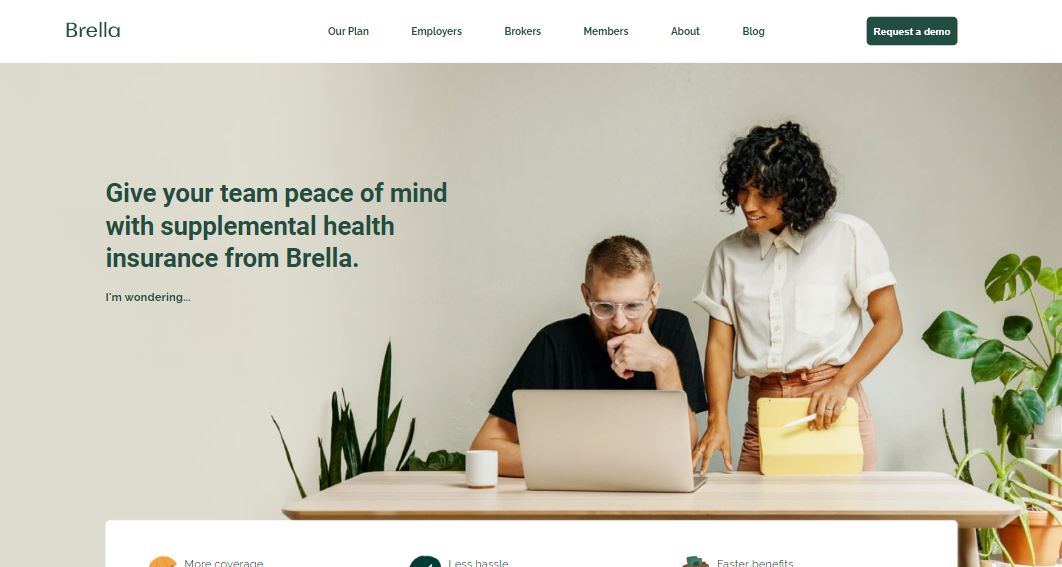 Brella
Our Plan
Employers
Brokers
Members
About
Blog
Request a demo
Give your team peace of mind
with supplemental health
insurance from Brella.
I'm wondering...
More coverage
Less hassle
Faster benefits